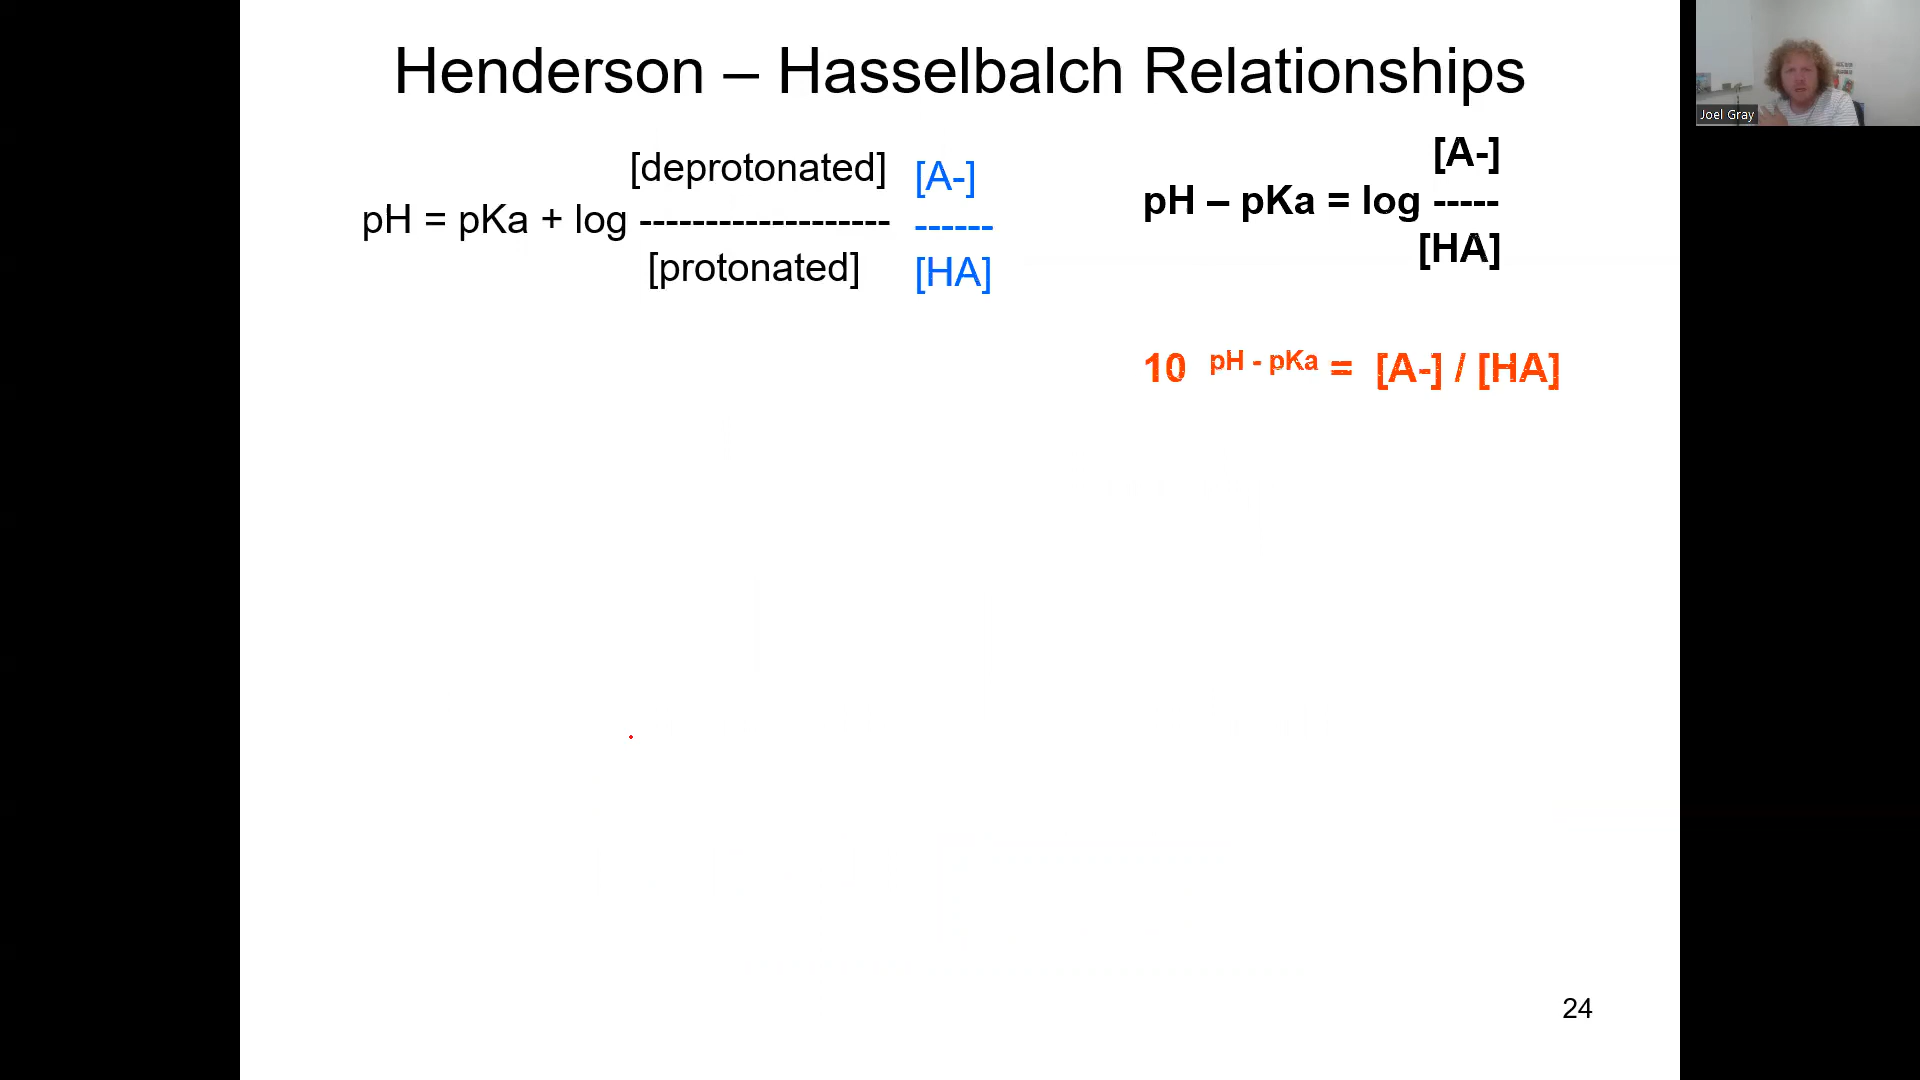 Henderson – Hasselbalch Relationships
[deprotonated] [A-]
pH = pKa + log ------------------- ------
[protonated] [HA]
[A-]
pH – pKa = log -----
[HA]
10 pH - pKa = [A-] / [HA]
24
Joel Gray